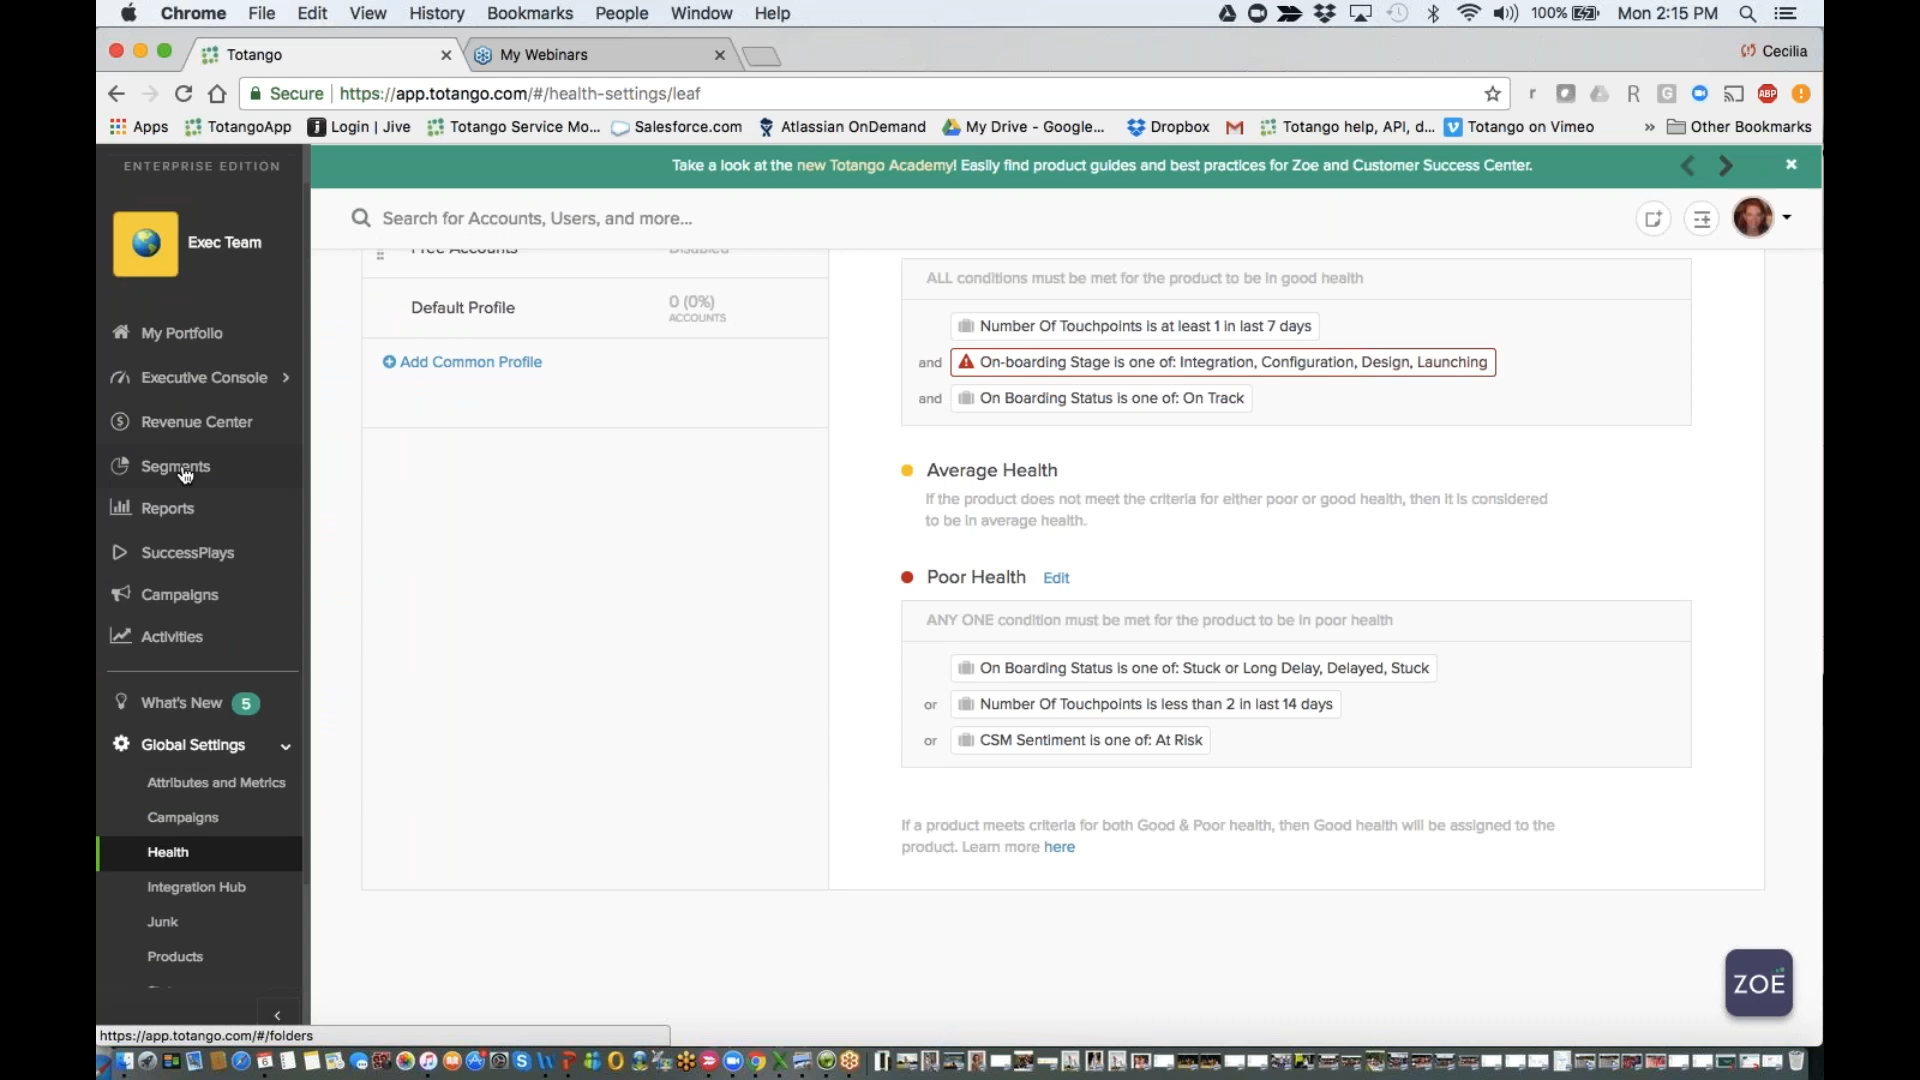 Chrome File Edit View History Bookmarks People Window Help 100% Mon 2:15 PM
Totango My Webinars Cecilia
Secure https://app.totango.com/#/health-settings/leaf
Apps TotangoApp Login | Jive Totango Service Mo... Salesforce.com Atlassian OnDemand My Drive - Google... Dropbox Totango help, API, d... Totango on Vimeo » Other Bookmarks
ENTERPRISE EDITION
Take a look at the new Totango Academy! Easily find product guides and best practices for Zoe and Customer Success Center.
Exec Team
Search for Accounts, Users, and more...
My Portfolio
Executive Console
Revenue Center
Segments
Reports
SuccessPlays
Campaigns
Activities
What's New 5
Global Settings
Attributes and Metrics
Campaigns
Health
Integration Hub
Junk
Products
Free Accounts Disabled
Default Profile 0 (0%)
ACCOUNTS
Add Common Profile
ALL conditions must be met for the product to be in good health
Number Of Touchpoints is at least 1 in last 7 days
and On-boarding Stage is one of: Integration, Configuration, Design, Launching
and On Boarding Status is one of: On Track
Average Health
If the product does not meet the criteria for either poor or good health, then it is considered
to be in average health.
Poor Health Edit
ANY ONE condition must be met for the product to be in poor health
On Boarding Status is one of: Stuck or Long Delay, Delayed, Stuck
or Number Of Touchpoints is less than 2 in last 14 days
or CSM Sentiment is one of: At Risk
If a product meets criteria for both Good & Poor health, then Good health will be assigned to the
product. Learn more here
ZOE
https://app.totango.com/#/folders